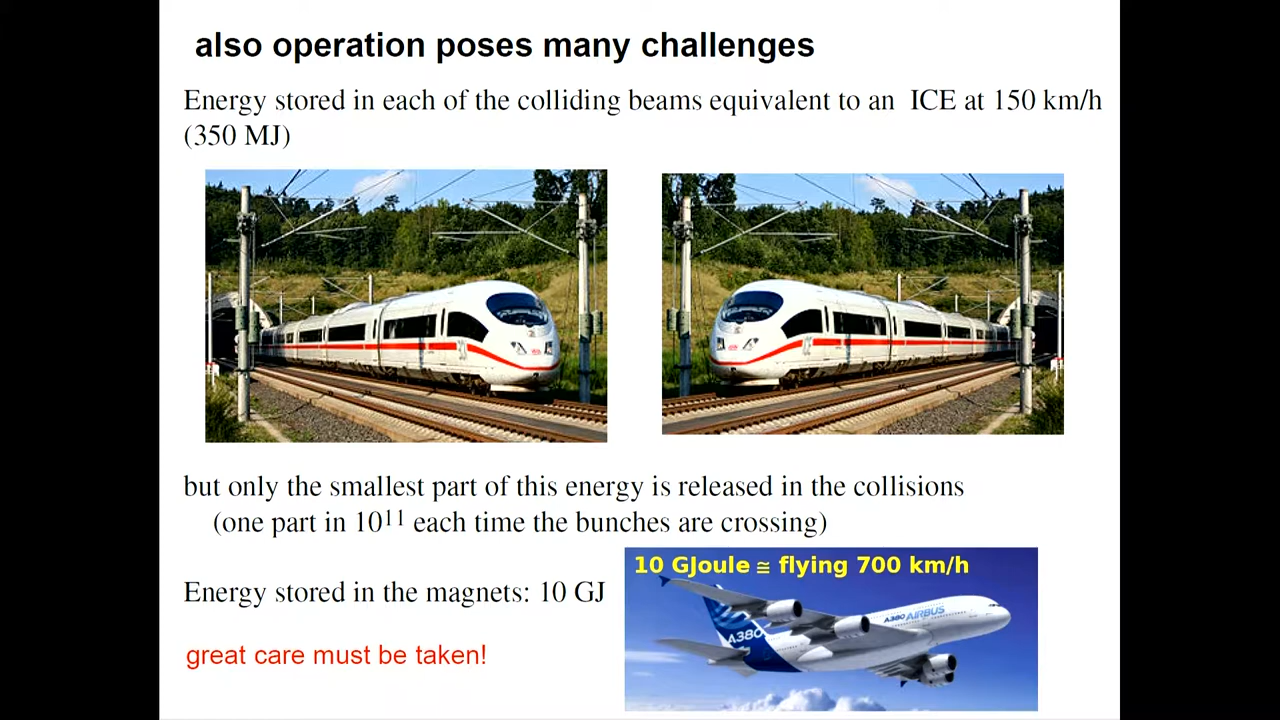 also operation poses many challenges
Energy stored in each of the colliding beams equivalent to an ICE at 150 km/h
(350 MJ)
but only the smallest part of this energy is released in the collisions
(one part in 10¹¹ each time the bunches are crossing)
10 GJoule ≅ flying 700 km/h
Energy stored in the magnets: 10 GJ
A380 AIRBUS
A380
great care must be taken!